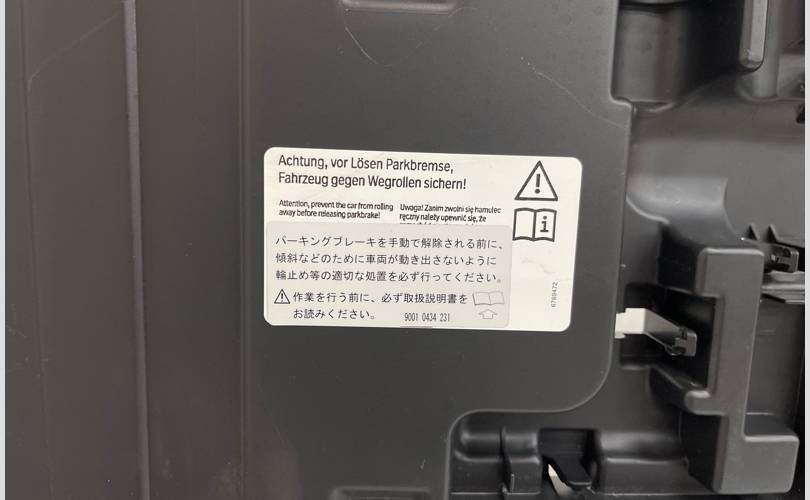 Achtung, vor Lösen Parkbremse,
Fahrzeug gegen Wegrollen sichern!
Attention, prevent the car from rolling
away before releasing parkbrake!
Uwaga! Zanim zwolni się hamulec
ręczny należy upewnić się, że
パーキングブレーキを手動で解除される前に、
傾斜などのために車両が動き出さないように
輪止め等の適切な処置を必ず行ってください。
作業を行う前に、必ず取扱説明書を
お読みください。
9001 0434 231
6789472